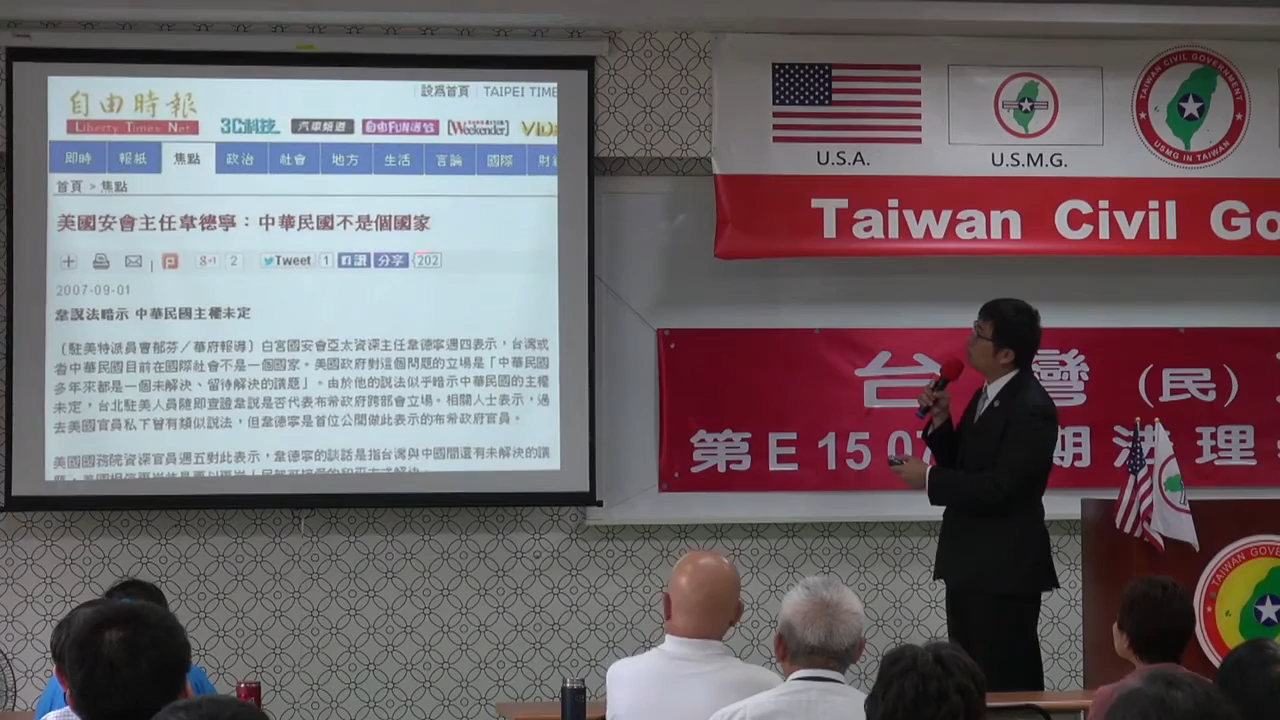 設為首頁 | TAIPEI TIME
自由時報
Liberty Times Net
3C科技 汽車頻道 自由FUN送波 [Weekender]
即時 報紙 焦點 政治 社會 地方 生活 言論 國際 財
首頁 > 焦點
美國安會主任韋德寧:中華民國不是個國家
g+1 2 Tweet 1 f 讚 分享 202
2007-09-01
韋說法暗示 中華民國主權未定
〔駐美特派員曹郁芬/華府報導〕白宮國安會亞太資深主任韋德寧週四表示,台灣或
者中華民國目前在國際社會不是一個國家。美國政府對這個問題的立場是「中華民國
多年來都是一個未解決、留待解決的議題」。由於他的說法似乎暗示中華民國的主權
未定,台北駐美人員隨即查證韋說是否代表布希政府跨部會立場。相關人士表示,過
去美國官員私下曾有類似說法,但韋德寧是首位公開做此表示的布希政府官員。
美國國務院資深官員週五對此表示,韋德寧的談話是指台灣與中國間還有未解決的議
U.S.A.
U.S.M.G.
TAIWAN CIVIL GOVERNMENT
USMG IN TAIWAN
Taiwan Civil Go
台灣(民)
第E1507期法理
TAIWAN GOVER